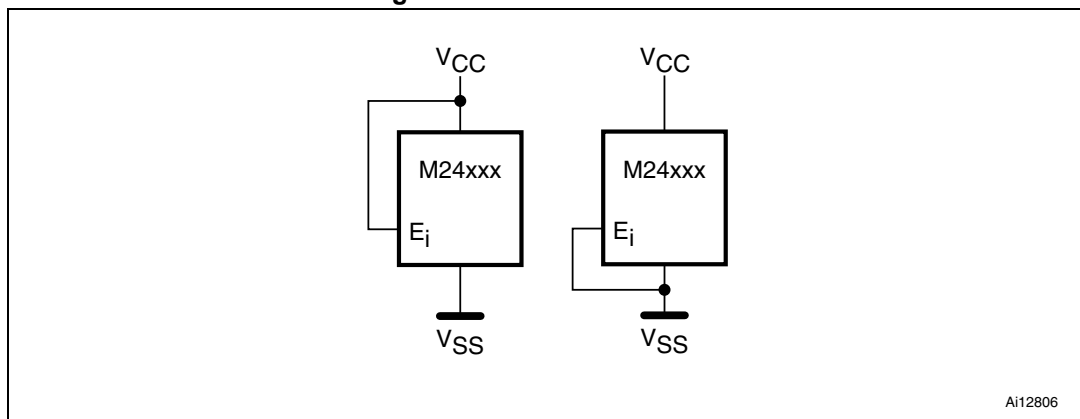 g
VCC
VCC
M24xxx
M24xxx
Ei
Ei
VSS
VSS
Ai12806